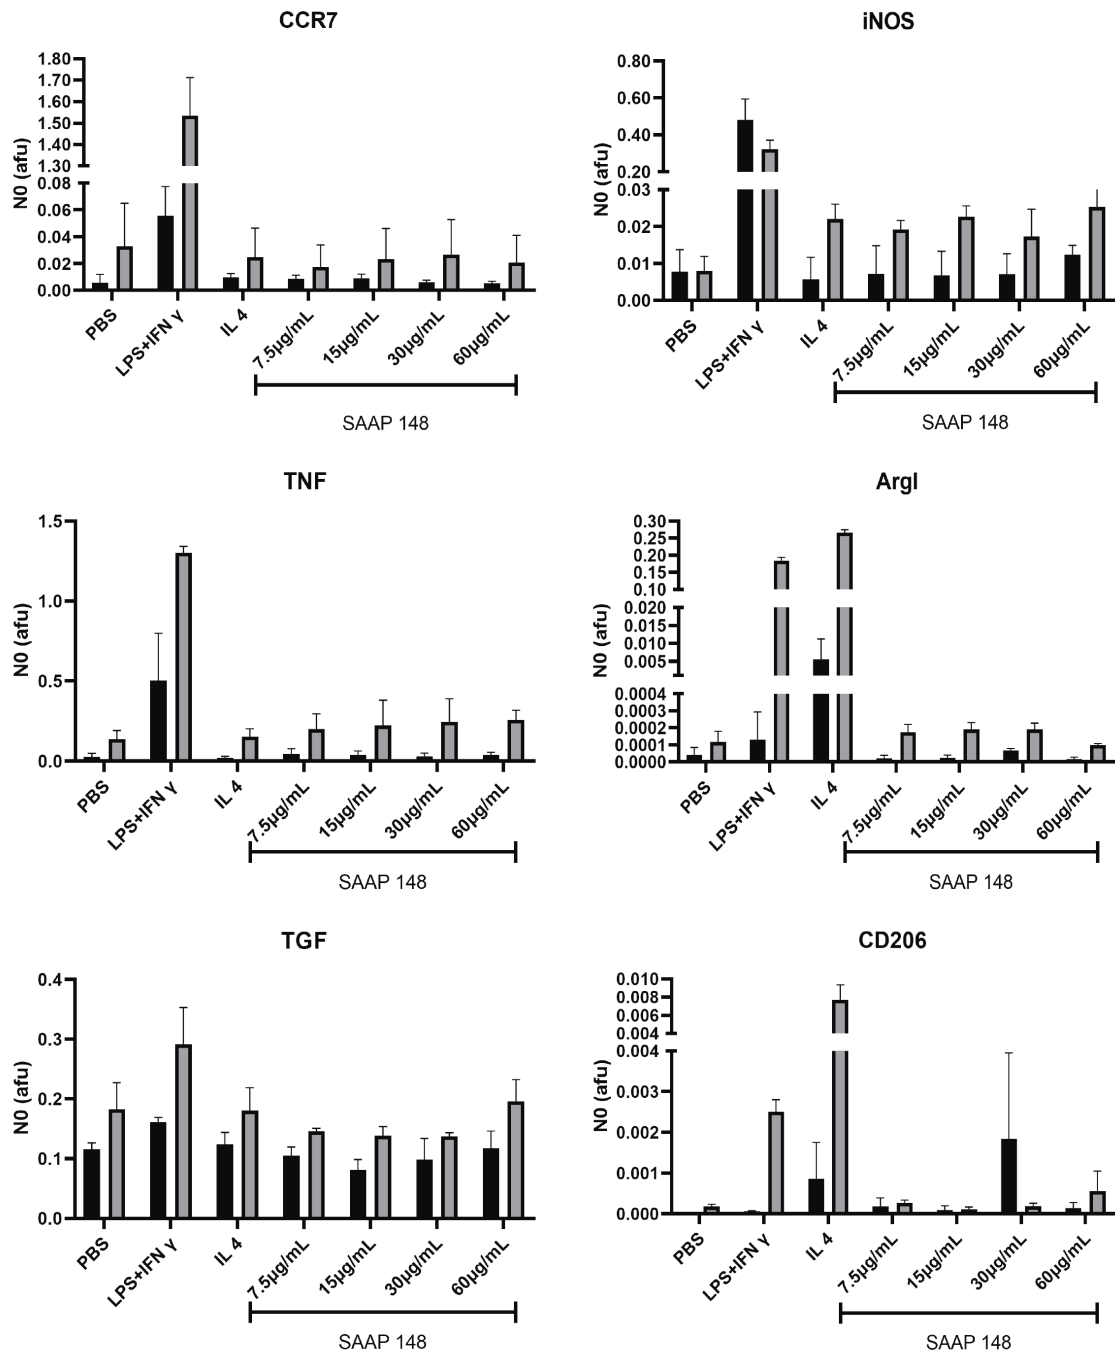 CCR7
1.80
1.70
1.60
1.50
1.40
1.30
0.08
0.06
0.04
0.02
0.00
N0 (afu)
PBS
LPS+IFN γ
IL 4
7.5µg/mL
15µg/mL
30µg/mL
60µg/mL
SAAP 148
iNOS
0.80
0.60
0.40
0.20
0.03
0.02
0.01
0.00
N0 (afu)
PBS
LPS+IFN γ
IL 4
7.5µg/mL
15µg/mL
30µg/mL
60µg/mL
SAAP 148
TNF
1.5
1.0
0.5
0.0
N0 (afu)
PBS
LPS+IFN γ
IL 4
7.5µg/mL
15µg/mL
30µg/mL
60µg/mL
SAAP 148
ArgI
0.30
0.25
0.20
0.15
0.10
0.020
0.015
0.010
0.005
0.0004
0.0003
0.0002
0.0001
0.0000
N0 (afu)
PBS
LPS+IFN γ
IL 4
7.5µg/mL
15µg/mL
30µg/mL
60µg/mL
SAAP 148
TGF
0.4
0.3
0.2
0.1
0.0
N0 (afu)
PBS
LPS+IFN γ
IL 4
7.5µg/mL
15µg/mL
30µg/mL
60µg/mL
SAAP 148
CD206
0.010
0.008
0.006
0.004
0.004
0.003
0.002
0.001
0.000
N0 (afu)
PBS
LPS+IFN γ
IL 4
7.5µg/mL
15µg/mL
30µg/mL
60µg/mL
SAAP 148